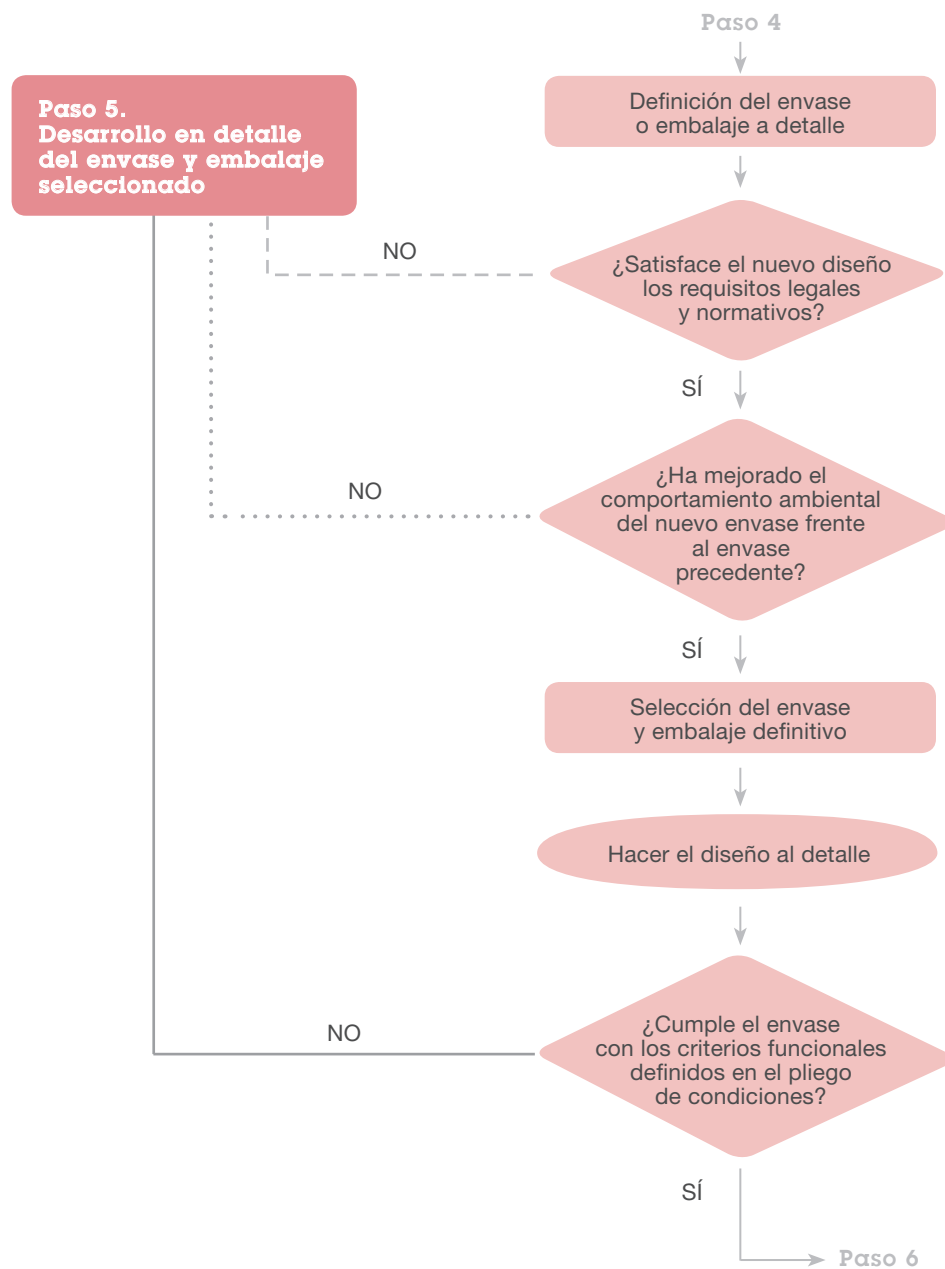 Paso 4
Paso 5.
Desarrollo en detalle
del envase y embalaje
seleccionado
Definición del envase
o embalaje a detalle
NO
¿Satisface el nuevo diseño
los requisitos legales
y normativos?
SÍ
NO
¿Ha mejorado el
comportamiento ambiental
del nuevo envase frente
al envase
precedente?
SÍ
Selección del envase
y embalaje definitivo
Hacer el diseño al detalle
NO
¿Cumple el envase
con los criterios funcionales
definidos en el pliego
de condiciones?
SÍ
Paso 6